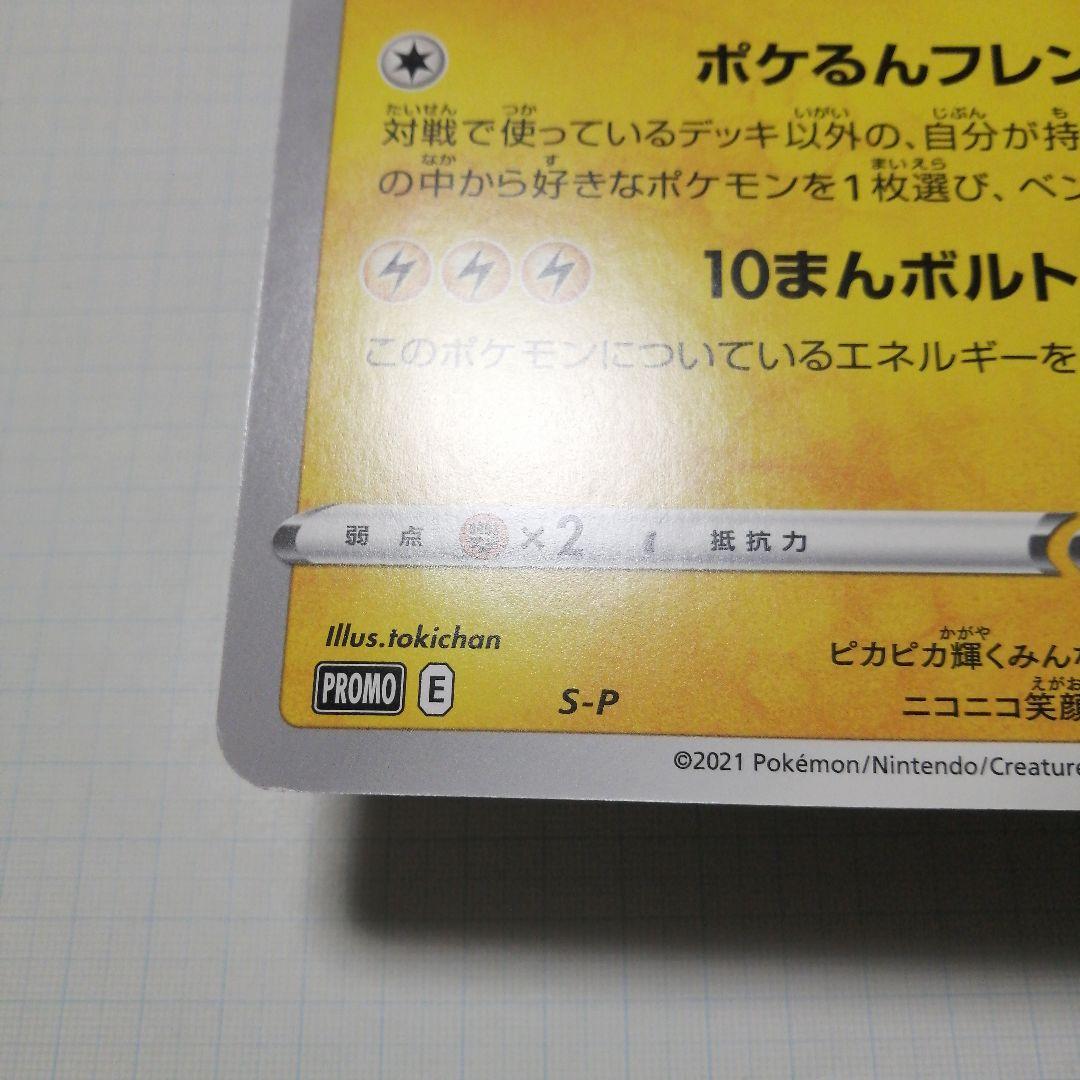 ポケるんフレン
たいせん つか いがい じぶん も
対戦で使っているデッキ以外の、自分が持
なか す まいえら
の中から好きなポケモンを1枚選び、ベン
10まんボルト
このポケモンについているエネルギーを
弱点 ×2 抵抗力
Illus.tokichan
かがや
ピカピカ輝くみんな
PROMO E S-P
えがお
ニコニコ笑顔
©2021 Pokémon/Nintendo/Creature